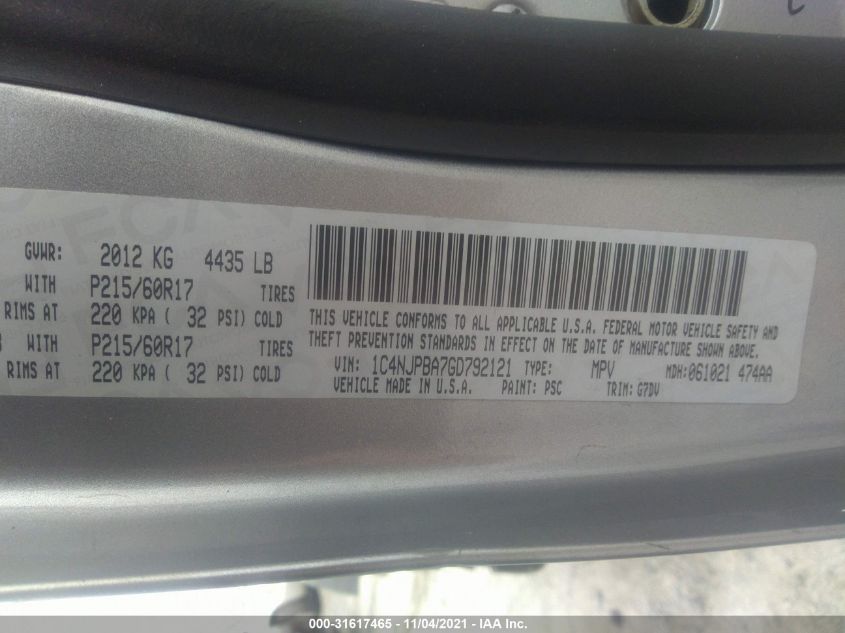 GVWR: 2012 KG 4435 LB
WITH P215/60R17 TIRES
RIMS AT 220 KPA ( 32 PSI) COLD
WITH P215/60R17 TIRES
RIMS AT 220 KPA ( 32 PSI) COLD
THIS VEHICLE CONFORMS TO ALL APPLICABLE U.S.A. FEDERAL MOTOR VEHICLE SAFETY AND
THEFT PREVENTION STANDARDS IN EFFECT ON THE DATE OF MANUFACTURE SHOWN ABOVE.
VIN: 1C4NJPBA7GD792121 TYPE: MPV MDH:061021 474AA
VEHICLE MADE IN U.S.A. PAINT: PSC TRIM: G7DV
000-31617465 - 11/04/2021 - IAA Inc.